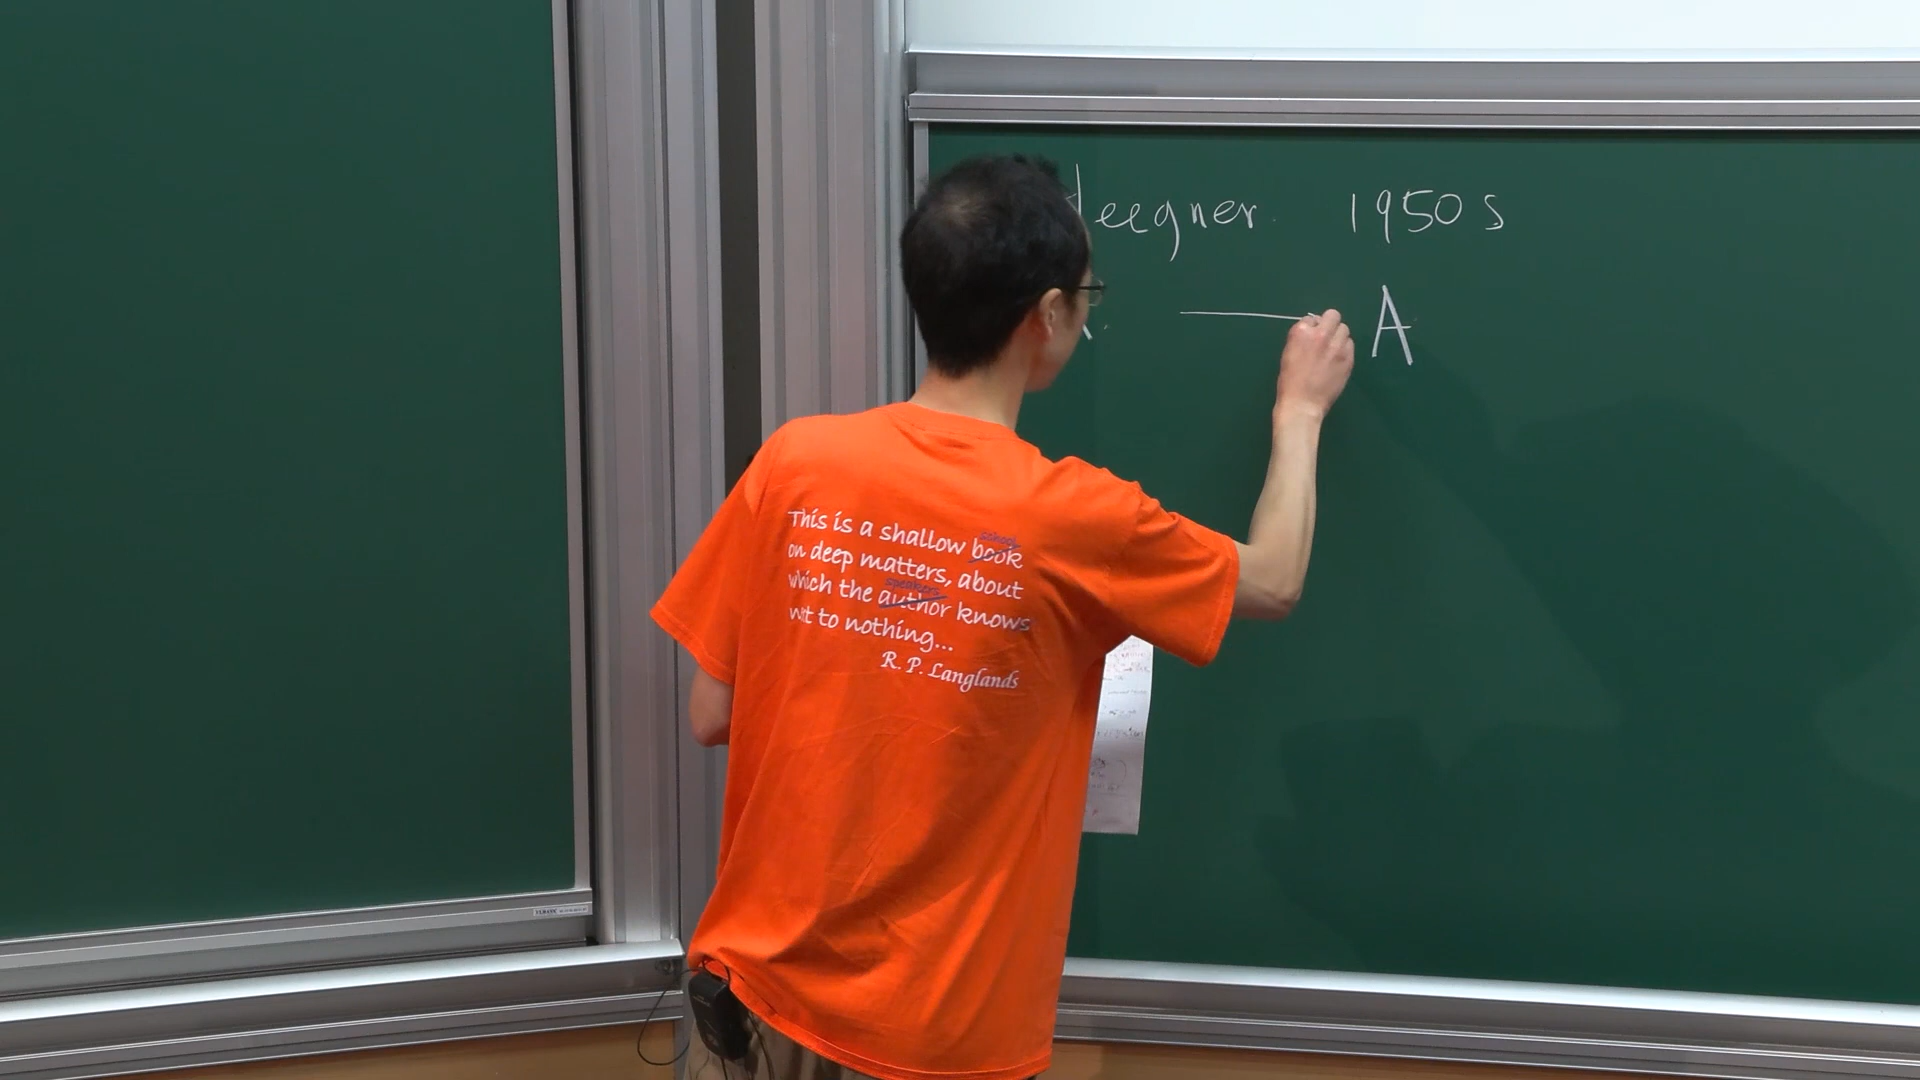 Heegner 1950s
A
This is a shallow book
school
on deep matters, about
which the author knows
speakers
next to nothing...
R. P. Langlands